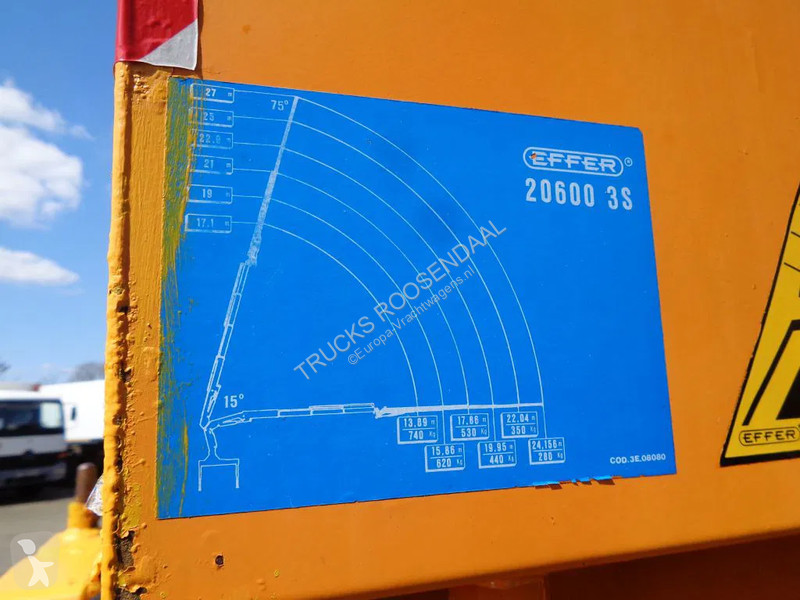 27 m
25 m
22.9 m
21 m
19 m
17.1 m
75°
15°
EFFER ®
20600 3S
13,89 m
740 kg
15,86 m
620 kg
17,86 m
530 kg
19,95 m
440 kg
22,04 m
350 kg
24,156 m
280 kg
COD. 3E.08080
EFFER
TRUCKS ROOSENDAAL
©Europa.Vrachtwagens.nl